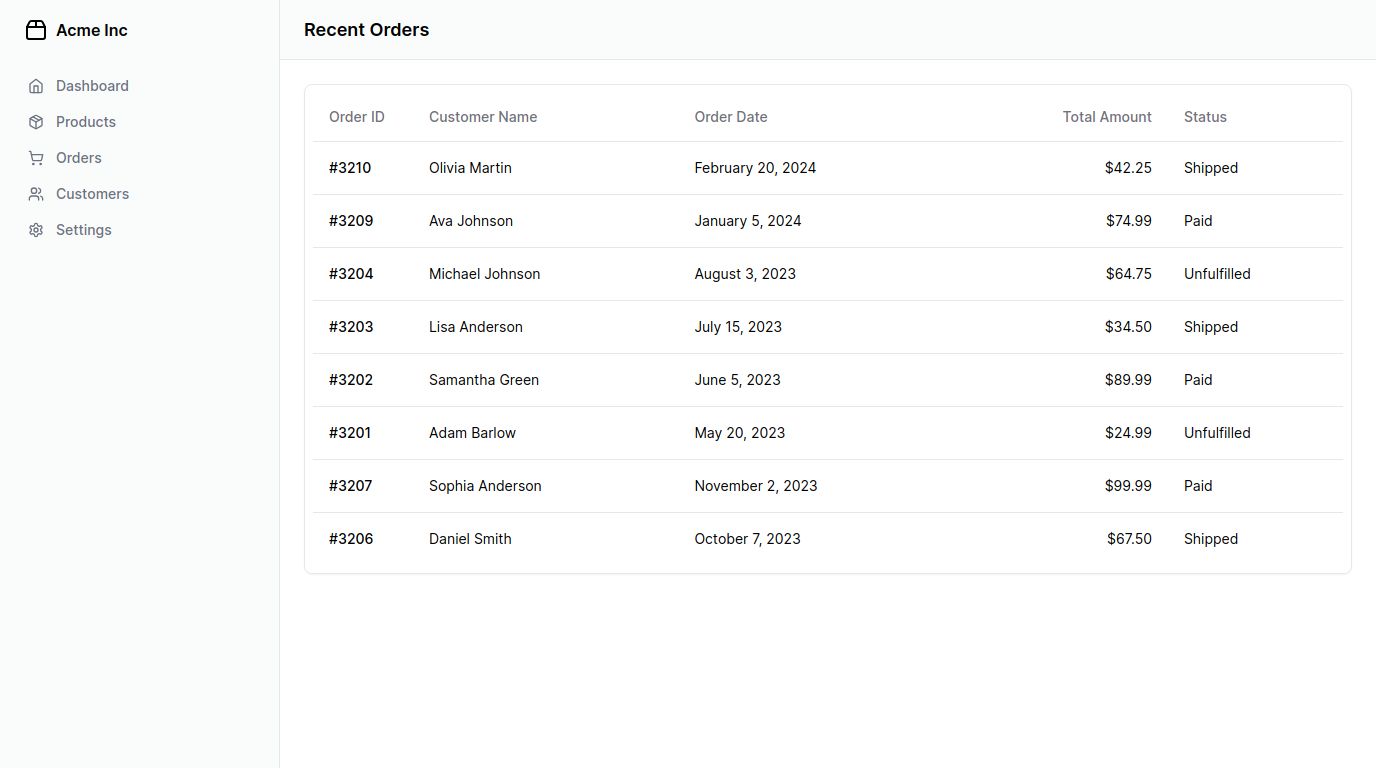 Acme Inc
Dashboard
Products
Orders
Customers
Settings
Recent Orders
Order ID Customer Name Order Date Total Amount Status
#3210 Olivia Martin February 20, 2024 $42.25 Shipped
#3209 Ava Johnson January 5, 2024 $74.99 Paid
#3204 Michael Johnson August 3, 2023 $64.75 Unfulfilled
#3203 Lisa Anderson July 15, 2023 $34.50 Shipped
#3202 Samantha Green June 5, 2023 $89.99 Paid
#3201 Adam Barlow May 20, 2023 $24.99 Unfulfilled
#3207 Sophia Anderson November 2, 2023 $99.99 Paid
#3206 Daniel Smith October 7, 2023 $67.50 Shipped